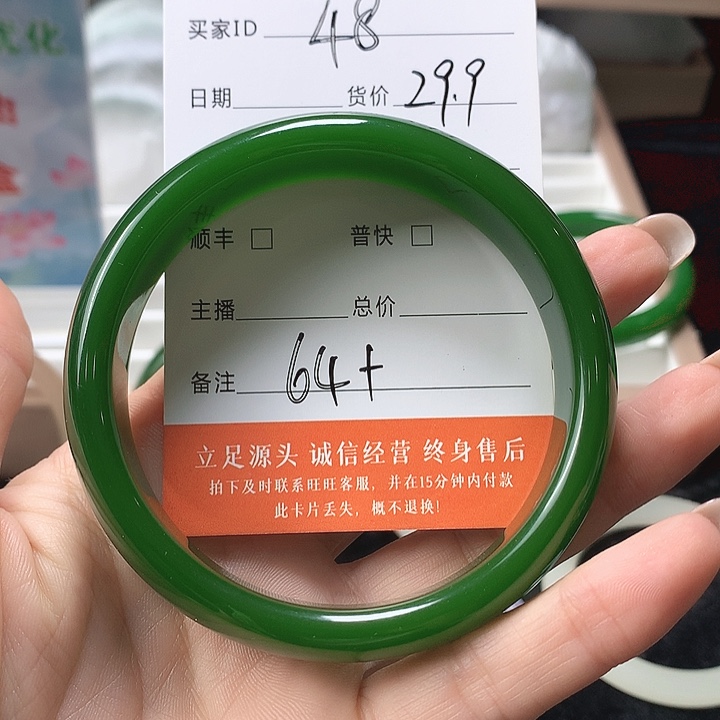 买家ID 48
日期 货价 29.9
#
顺丰 □ 普快 □
主播 总价
备注 64+
立足源头 诚信经营 终身售后
拍下及时联系旺旺客服，并在15分钟内付款
此卡片丢失，概不退换！
优化